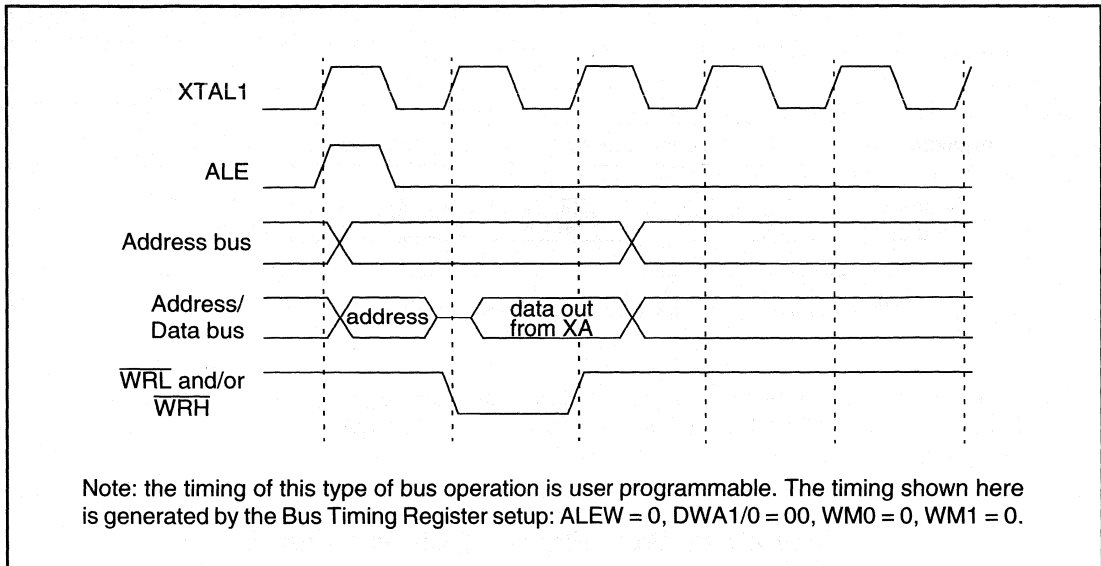 XTAL1
ALE
Address bus
Address/
Data bus
address
data out
from XA
WRL and/or
WRH
Note: the timing of this type of bus operation is user programmable. The timing shown here
is generated by the Bus Timing Register setup: ALEW = 0, DWA1/0 = 00, WM0 = 0, WM1 = 0.